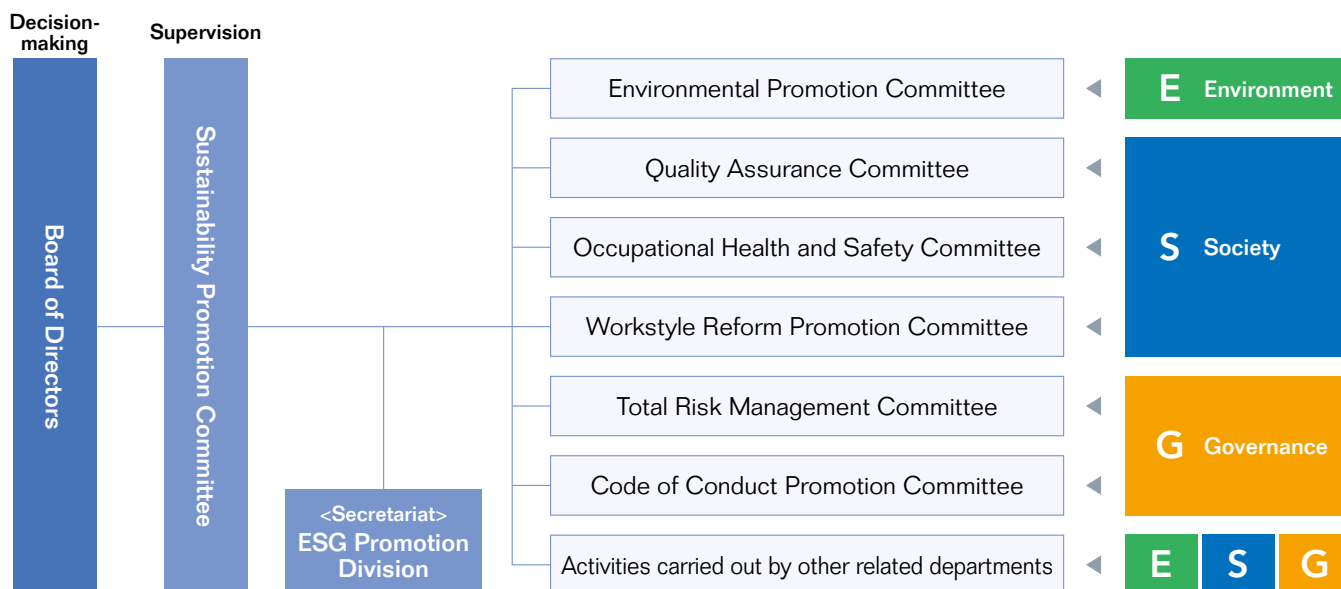 Decision-
making
Supervision
Board of Directors
Sustainability Promotion Committee
<Secretariat>
ESG Promotion
Division
Environmental Promotion Committee
Quality Assurance Committee
Occupational Health and Safety Committee
Workstyle Reform Promotion Committee
Total Risk Management Committee
Code of Conduct Promotion Committee
Activities carried out by other related departments
E Environment
S Society
G Governance
E S G